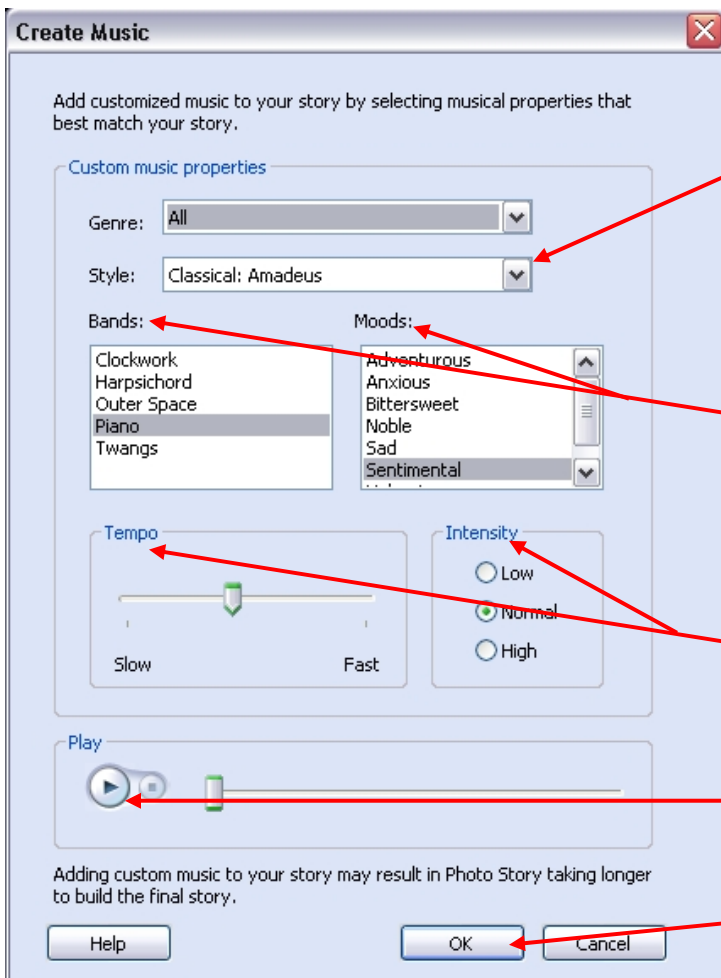 Create Music
Add customized music to your story by selecting musical properties that
best match your story.
Custom music properties
Genre: All
Style: Classical: Amadeus
Bands: Moods:
Clockwork
Harpsichord
Outer Space
Piano
Twangs
Adventurous
Anxious
Bittersweet
Noble
Sad
Sentimental
Tempo
Slow Fast
Intensity
Low
Normal
High
Play
Adding custom music to your story may result in Photo Story taking longer
to build the final story.
Help OK Cancel